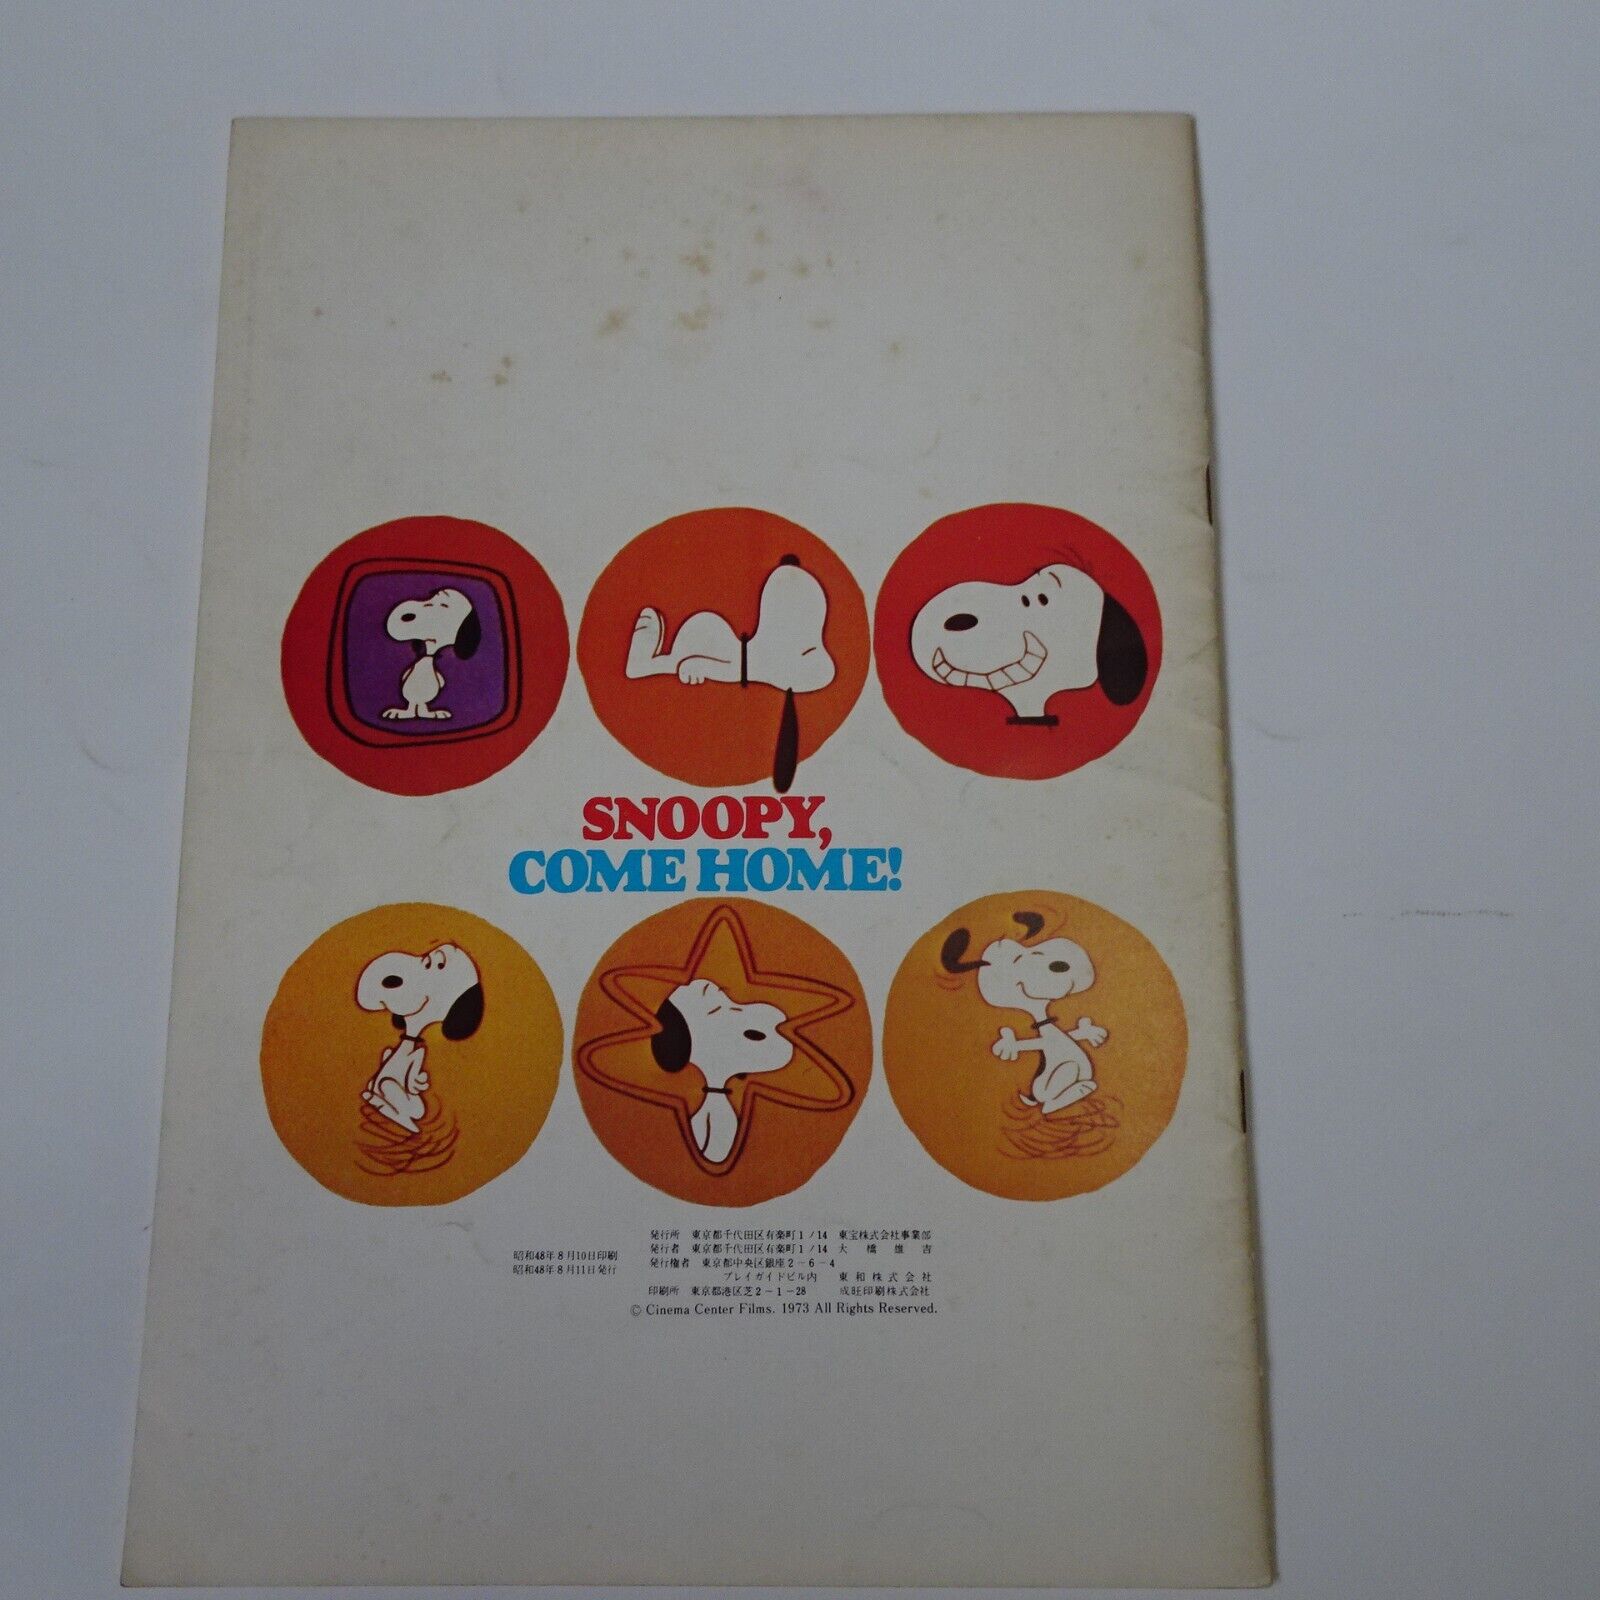 SNOOPY,
COME HOME!
昭和48年8月10日印刷
昭和48年8月11日発行
発行所 東京都千代田区有楽町1/14 東宝株式会社事業部
発行者 東京都千代田区有楽町1/14 大橋雄吉
発行権者 東京都中央区銀座2-6-4
プレイガイドビル内 東和株式会社
印刷所 東京都港区芝2-1-28 成旺印刷株式会社
© Cinema Center Films. 1973 All Rights Reserved.